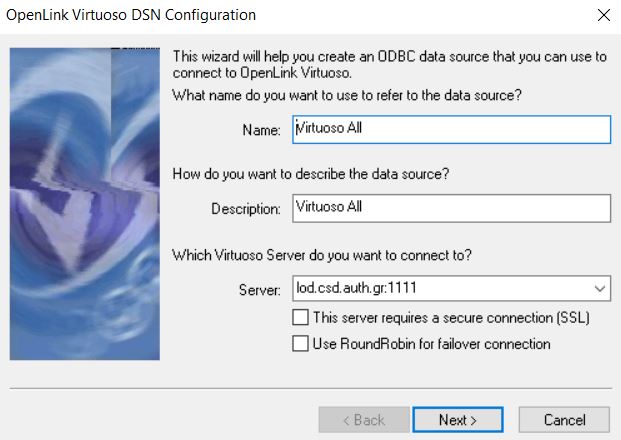 OpenLink Virtuoso DSN Configuration
This wizard will help you create an ODBC data source that you can use to
connect to OpenLink Virtuoso.
What name do you want to use to refer to the data source?
Name: Virtuoso All
How do you want to describe the data source?
Description: Virtuoso All
Which Virtuoso Server do you want to connect to?
Server: lod.csd.auth.gr:1111
This server requires a secure connection (SSL)
Use RoundRobin for failover connection
< Back Next > Cancel